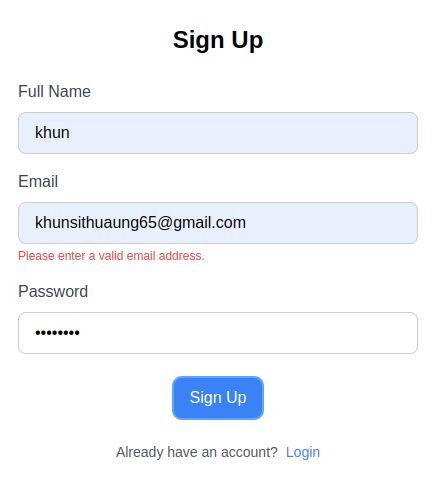 Sign Up
Full Name
khun
Email
khunsithuaung65@gmail.com
Please enter a valid email address.
Password
••••••••
Sign Up
Already have an account? Login